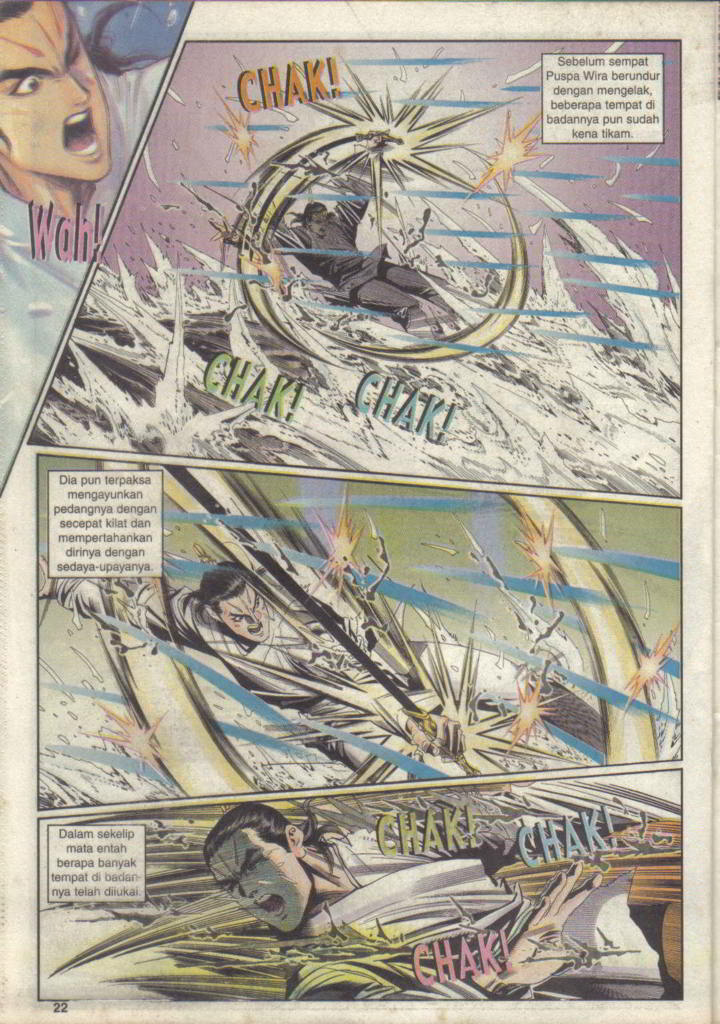 Wah!
CHAK!
Sebelum sempat
Puspa Wira berundur
dengan mengelak,
beberapa tempat di
badannya pun sudah
kena tikam.
CHAK!
CHAK!
Dia pun terpaksa
mengayunkan
pedangnya dengan
secepat kilat dan
mempertahankan
dirinya dengan
sedaya-upayanya.
Dalam sekelip
mata entah
berapa banyak
tempat di badan-
nya telah dilukai.
CHAK!
CHAK!
CHAK!
22